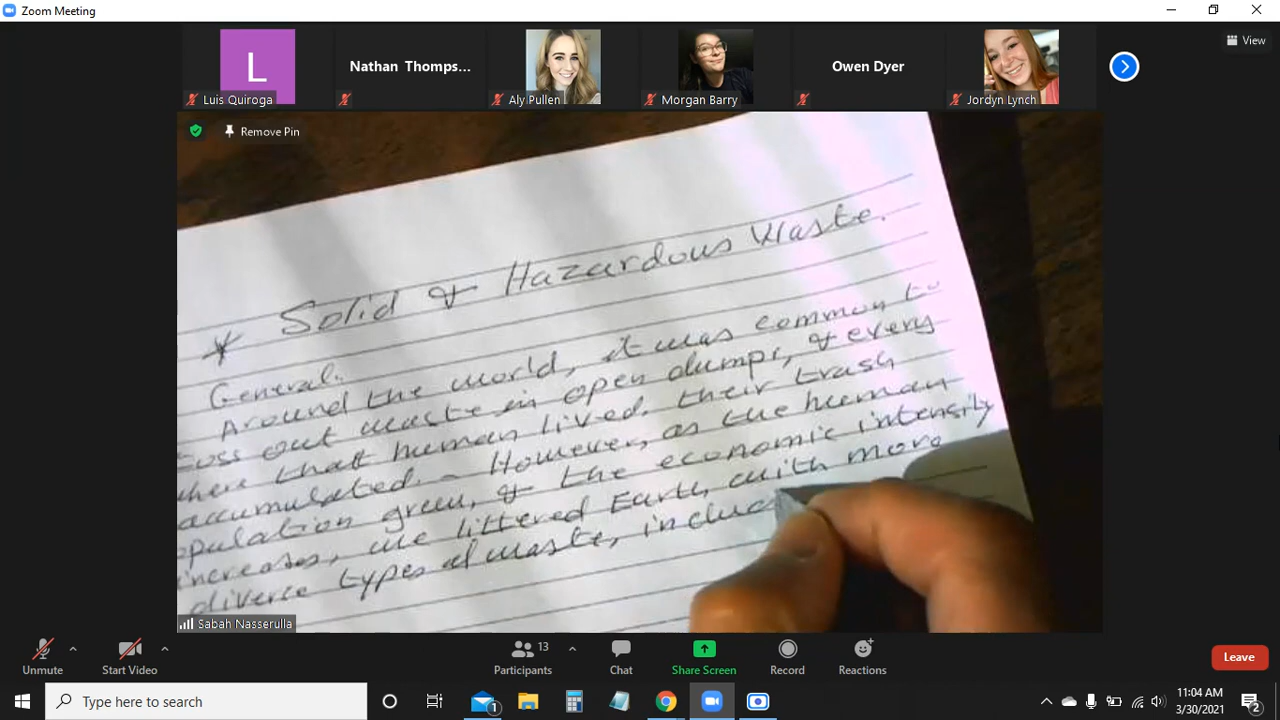 Zoom Meeting
View
L
Nathan Thomps...
Owen Dyer
Luis Quiroga
Aly Pullen
Morgan Barry
Jordyn Lynch
Remove Pin
* Solid & Hazardous Waste.
General.
Around the world, it was common to
toss out waste in open dumps, & every
where that human lived, their trash
accumulated. – However, as the human
opulation green, & the economic intensity
increases, we littered Earth, with more
diverse types of waste, includ
Sabah Nasserulla
13
Unmute
Start Video
Participants
Chat
Share Screen
Record
Reactions
Leave
Type here to search
1
11:04 AM
3/30/2021
2